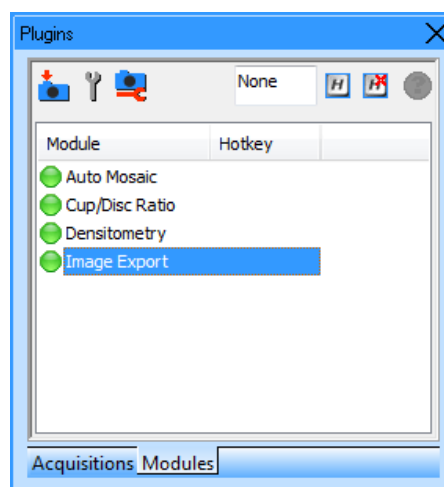 Plugins
None
H H
?
Module Hotkey
Auto Mosaic
Cup/Disc Ratio
Densitometry
Image Export
Acquisitions Modules